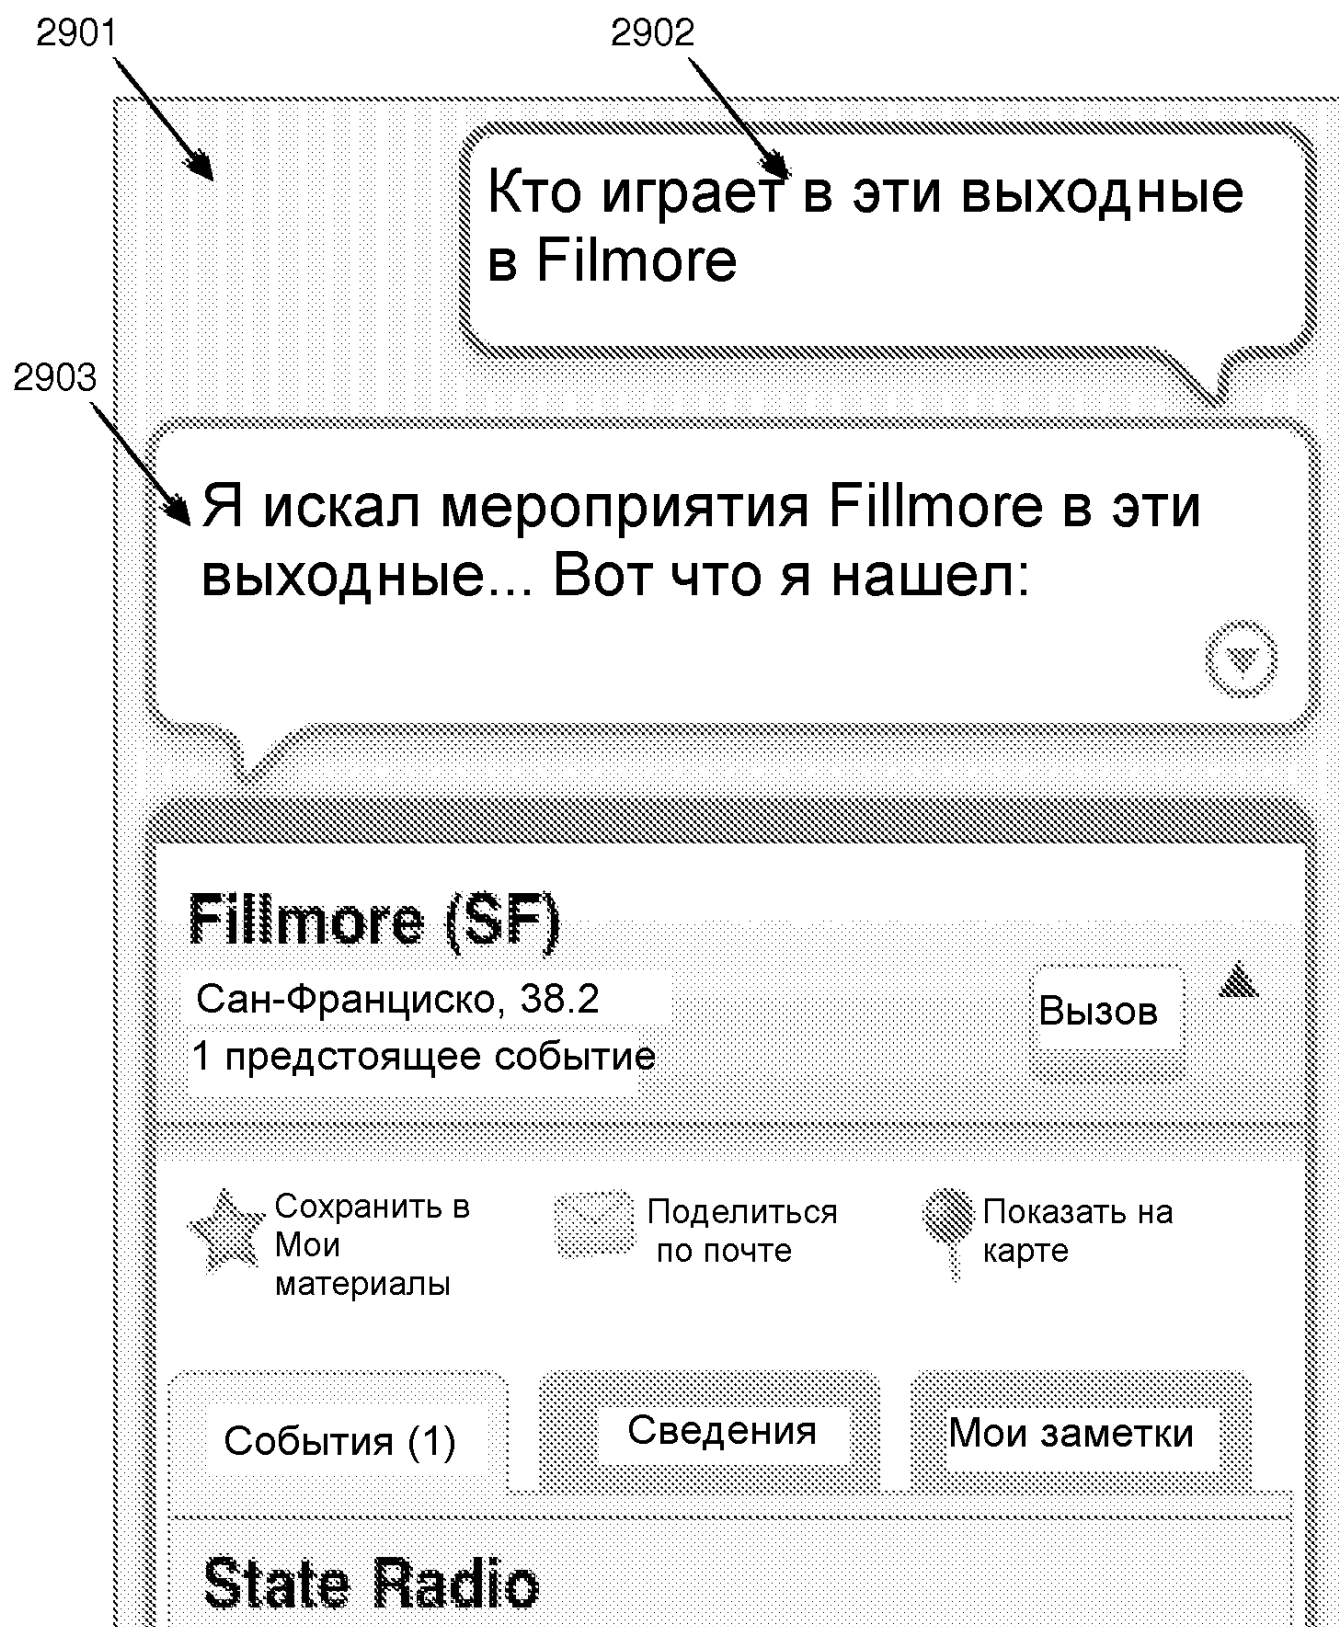 2901
2902
Кто играет в эти выходные
в Filmore
2903
Я искал мероприятия Fillmore в эти
выходные... Вот что я нашел:
Fillmore (SF)
Сан-Франциско, 38.2
1 предстоящее событие
Вызов
Сохранить в
Мои
материалы
Поделиться
по почте
Показать на
карте
События (1)
Сведения
Мои заметки
State Radio